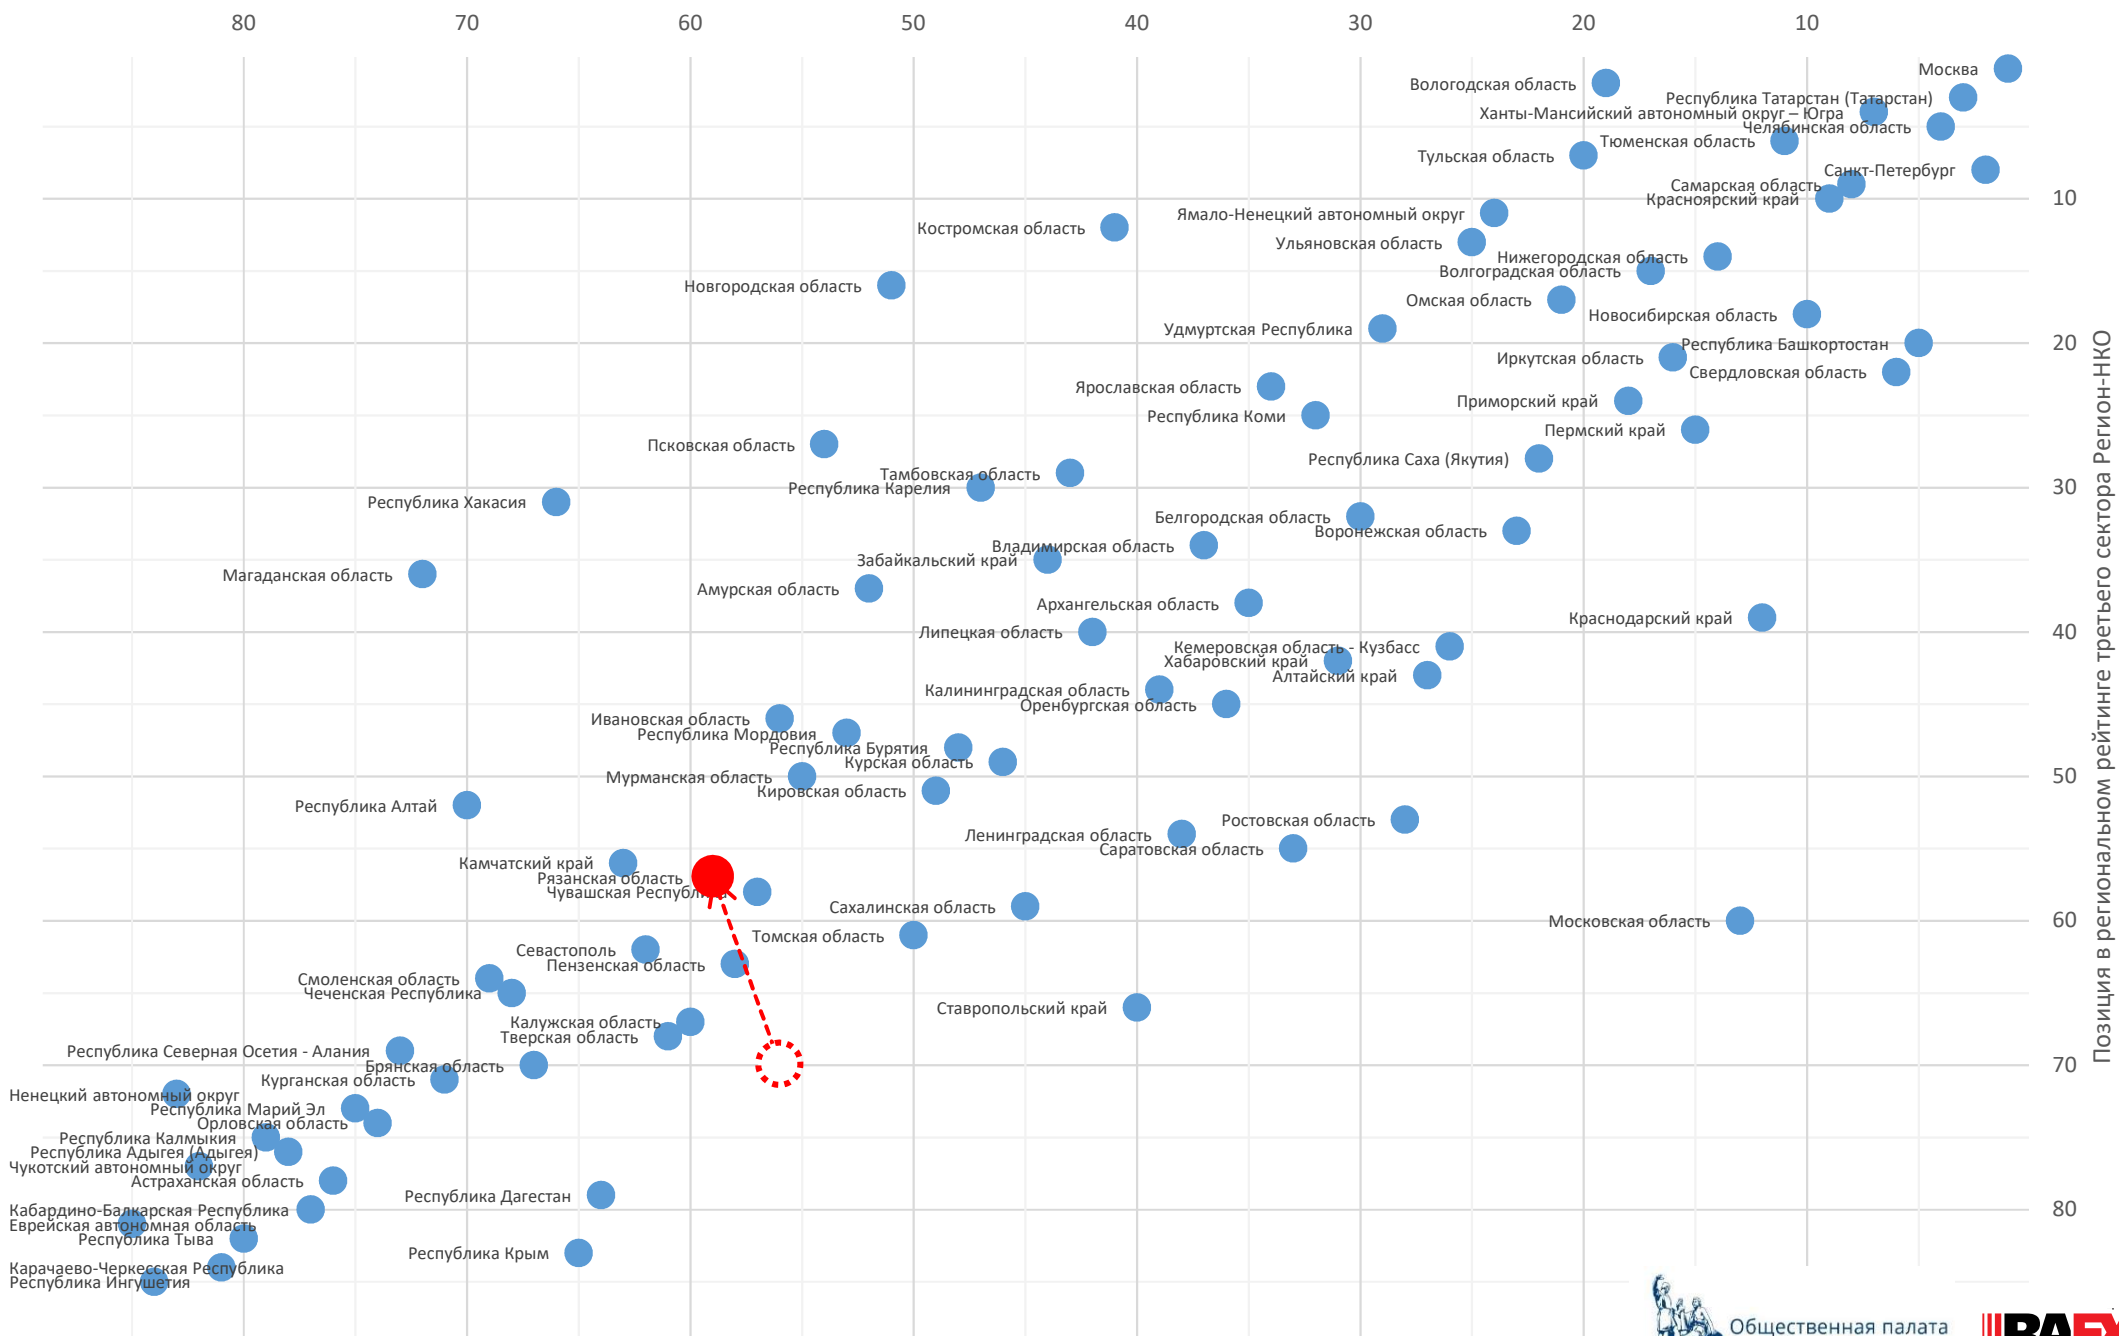 80 70 60 50 40 30 20 10
Москва
Вологодская область
Республика Татарстан (Татарстан)
Ханты-Мансийский автономный округ – Югра
Челябинская область
Тюменская область
Тульская область
Санкт-Петербург
Самарская область
Красноярский край
10
Ямало-Ненецкий автономный округ
Костромская область
Ульяновская область
Нижегородская область
Волгоградская область
Новгородская область
Омская область
Новосибирская область
Удмуртская Республика
20
Республика Башкортостан
Иркутская область
Свердловская область
Ярославская область
Приморский край
Республика Коми
Пермский край
Псковская область
Республика Саха (Якутия)
Тамбовская область
Республика Карелия
30
Республика Хакасия
Белгородская область
Воронежская область
Владимирская область
Забайкальский край
Магаданская область
Амурская область
Архангельская область
Краснодарский край
Липецкая область
40
Кемеровская область - Кузбасс
Хабаровский край
Алтайский край
Калининградская область
Оренбургская область
Ивановская область
Республика Мордовия
Республика Бурятия
Курская область
Мурманская область
50
Кировская область
Республика Алтай
Ростовская область
Ленинградская область
Саратовская область
Камчатский край
Рязанская область
Чувашская Республика
Сахалинская область
Московская область
60
Томская область
Севастополь
Пензенская область
Смоленская область
Чеченская Республика
Ставропольский край
Калужская область
Тверская область
Республика Северная Осетия - Алания
Брянская область
70
Курганская область
Ненецкий автономный округ
Республика Марий Эл
Орловская область
Республика Калмыкия
Республика Адыгея (Адыгея)
Чукотский автономный округ
Астраханская область
Республика Дагестан
Кабардино-Балкарская Республика
80
Еврейская автономная область
Республика Тыва
Республика Крым
Карачаево-Черкесская Республика
Республика Ингушетия
Позиция в региональном рейтинге третьего сектора Регион-НКО
Общественная палата
RAEX